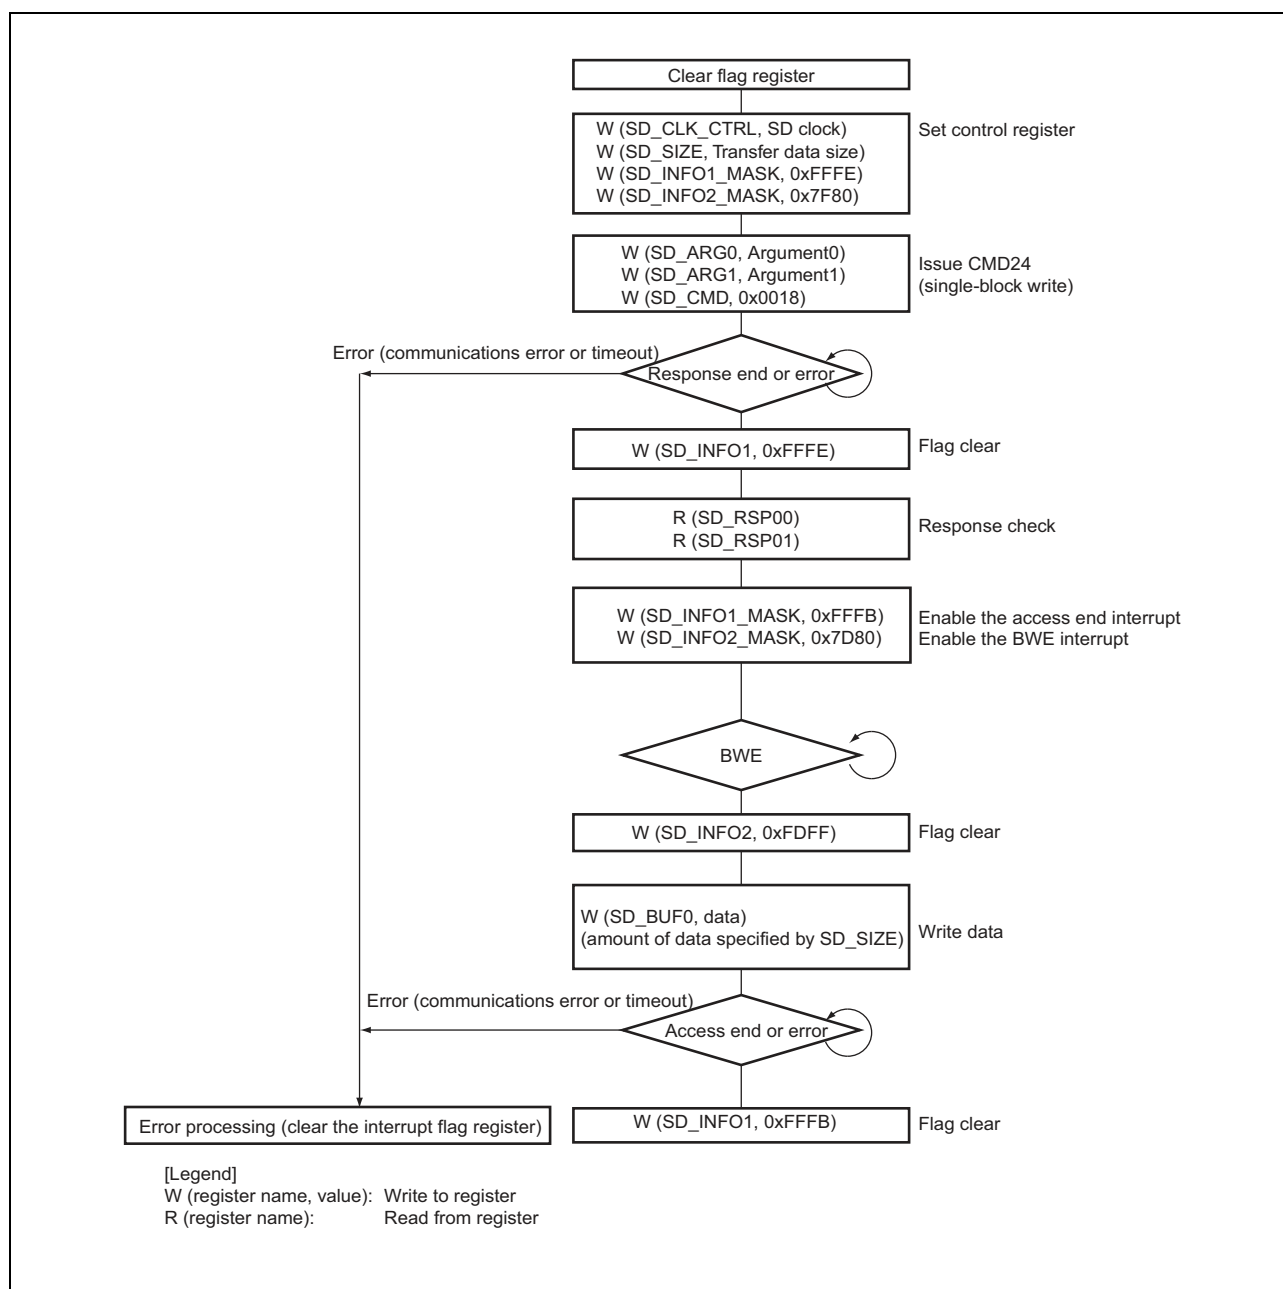 Clear flag register
W (SD_CLK_CTRL, SD clock)
W (SD_SIZE, Transfer data size)
W (SD_INFO1_MASK, 0xFFFE)
W (SD_INFO2_MASK, 0x7F80)
Set control register
W (SD_ARG0, Argument0)
W (SD_ARG1, Argument1)
W (SD_CMD, 0x0018)
Issue CMD24
(single-block write)
Error (communications error or timeout)
Response end or error
W (SD_INFO1, 0xFFFE)
Flag clear
R (SD_RSP00)
R (SD_RSP01)
Response check
W (SD_INFO1_MASK, 0xFFFB)
W (SD_INFO2_MASK, 0x7D80)
Enable the access end interrupt
Enable the BWE interrupt
BWE
W (SD_INFO2, 0xFDFF)
Flag clear
W (SD_BUF0, data)
(amount of data specified by SD_SIZE)
Write data
Error (communications error or timeout)
Access end or error
W (SD_INFO1, 0xFFFB)
Flag clear
Error processing (clear the interrupt flag register)
[Legend]
W (register name, value): Write to register
R (register name): Read from register